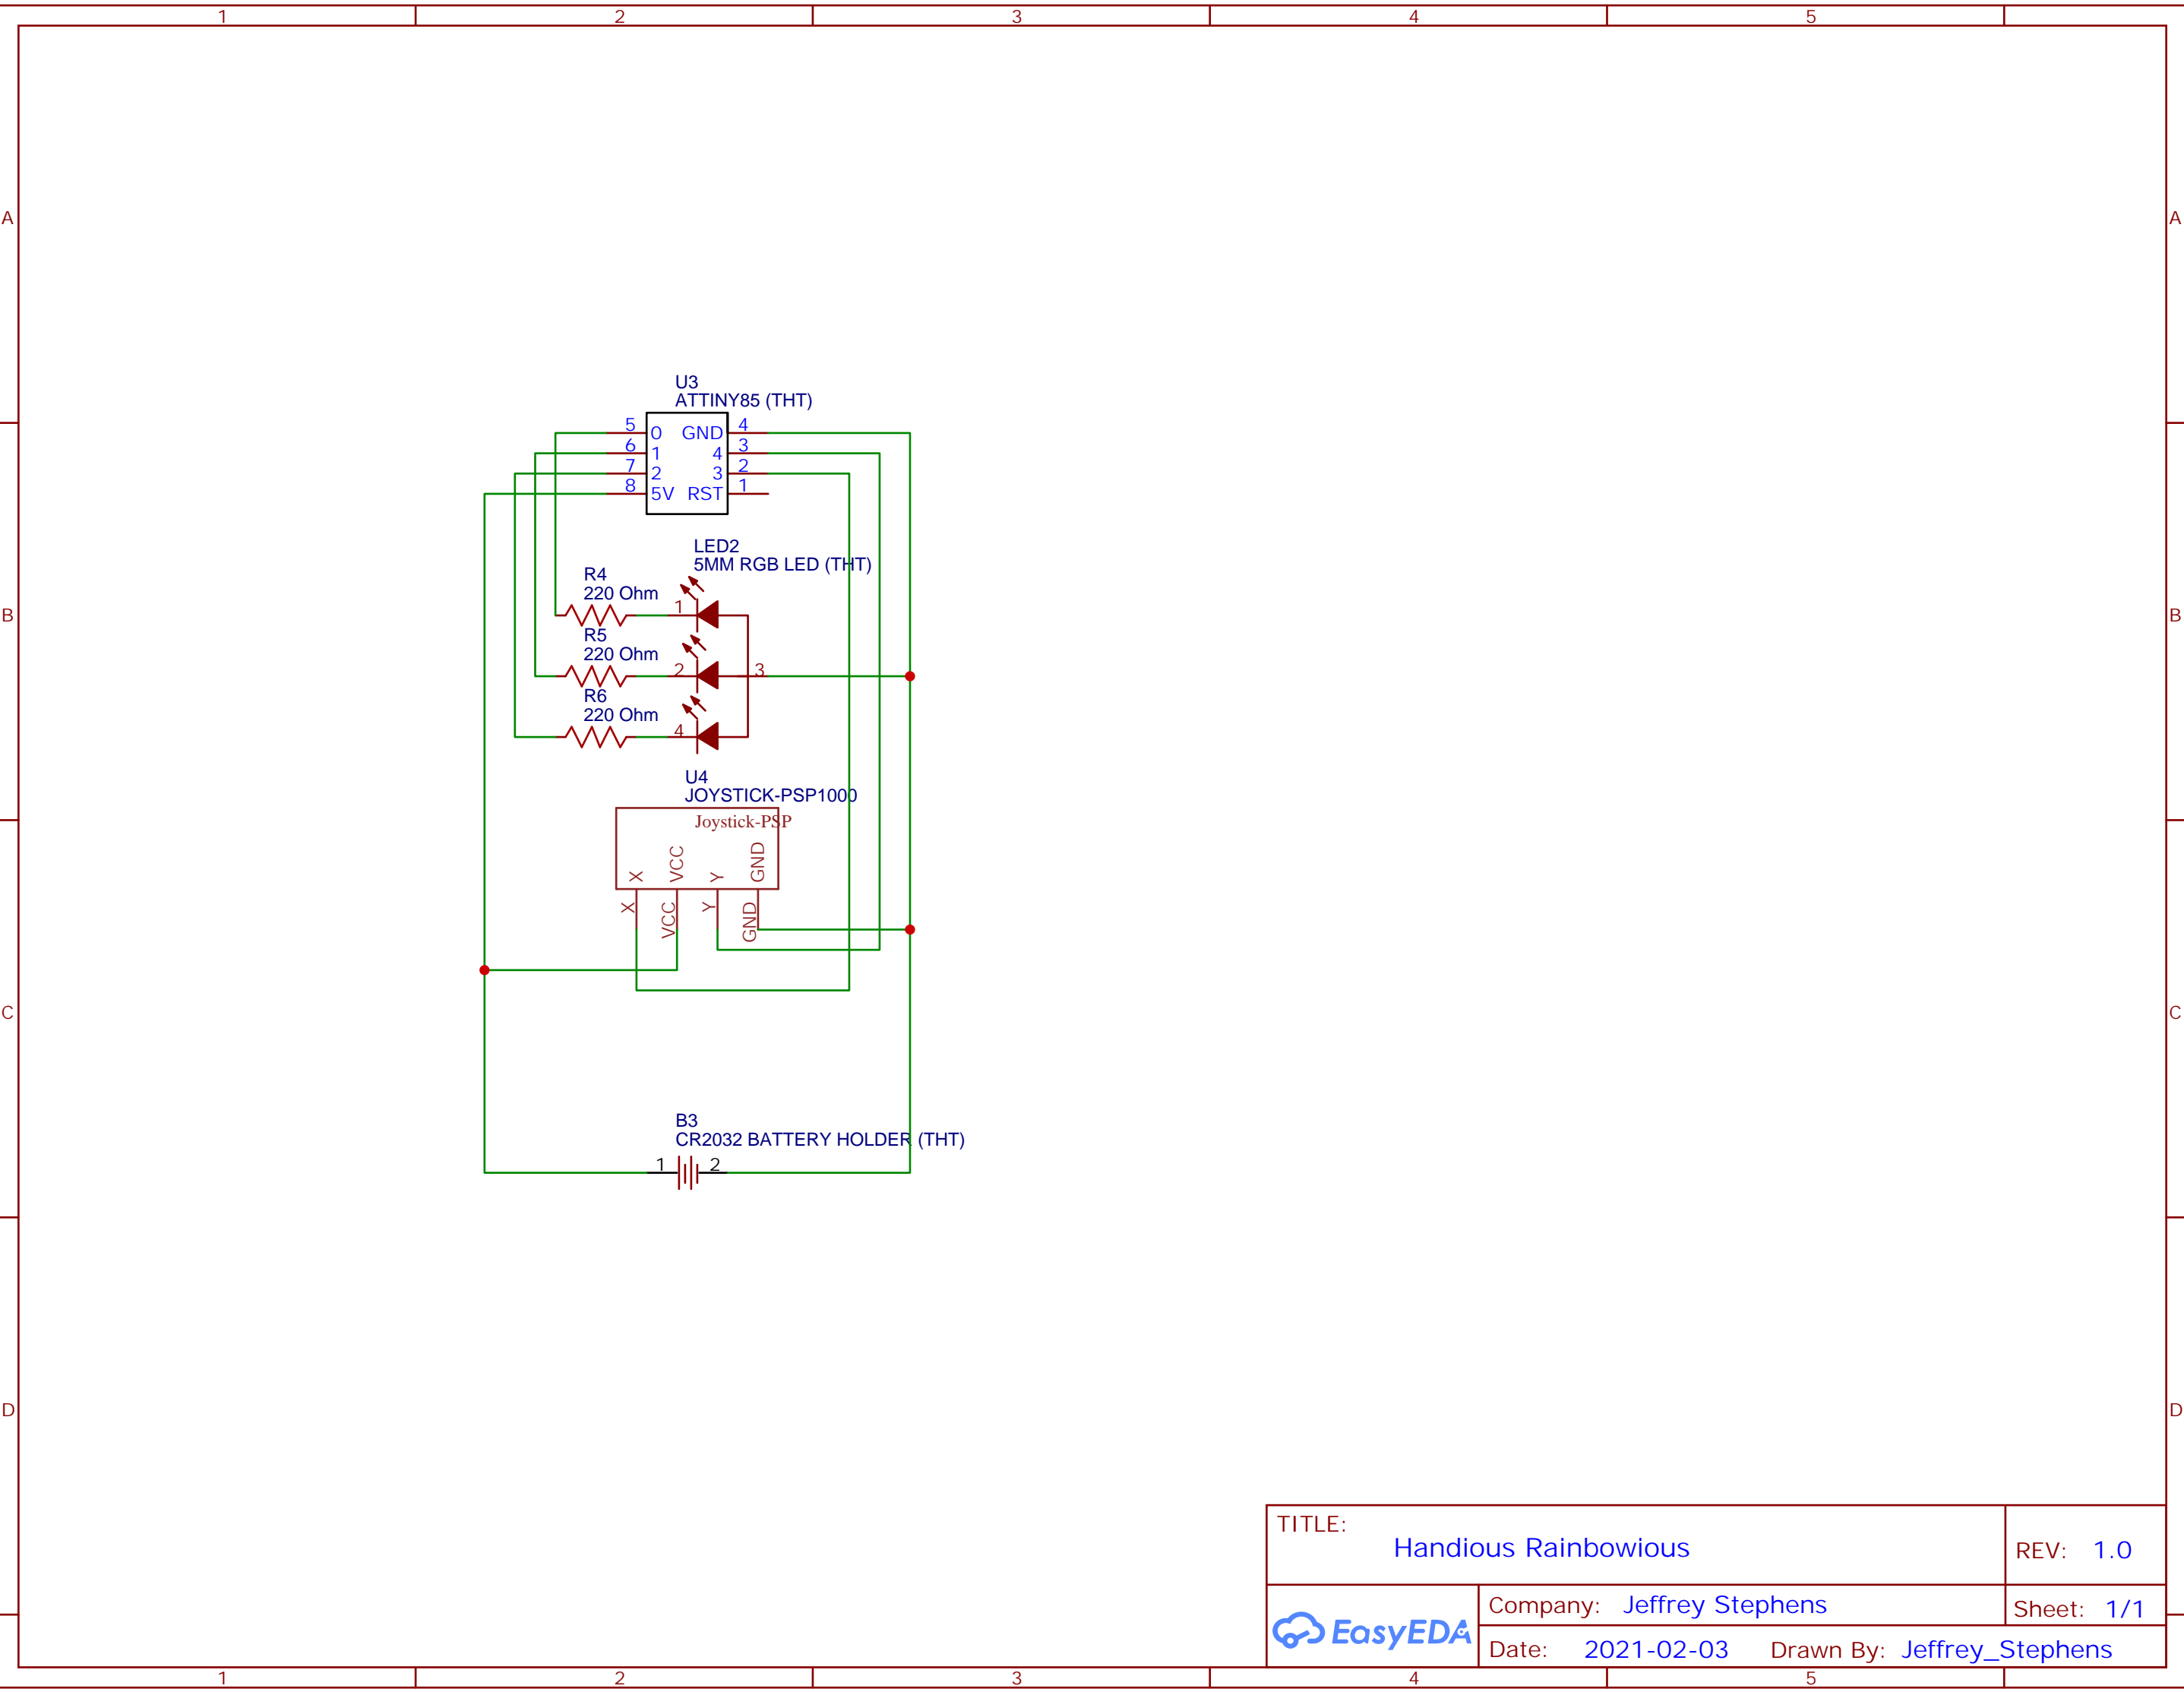 1 2 3 4 5
A A
U3
ATTINY85 (THT)
5 0 GND 4
6 1 4 3
7 2 3 2
8 5V RST 1
LED2
5MM RGB LED (THT)
R4
220 Ohm
1
B B
R5
220 Ohm
2 3
R6
220 Ohm
4
U4
JOYSTICK-PSP1000
Joystick-PSP
X VCC Y GND
X VCC Y GND
C C
B3
CR2032 BATTERY HOLDER (THT)
1 2
D D
TITLE:
Handious Rainbowious
REV: 1.0
EasyEDA
Company: Jeffrey Stephens
Sheet: 1/1
Date: 2021-02-03 Drawn By: Jeffrey_Stephens
1 2 3 4 5